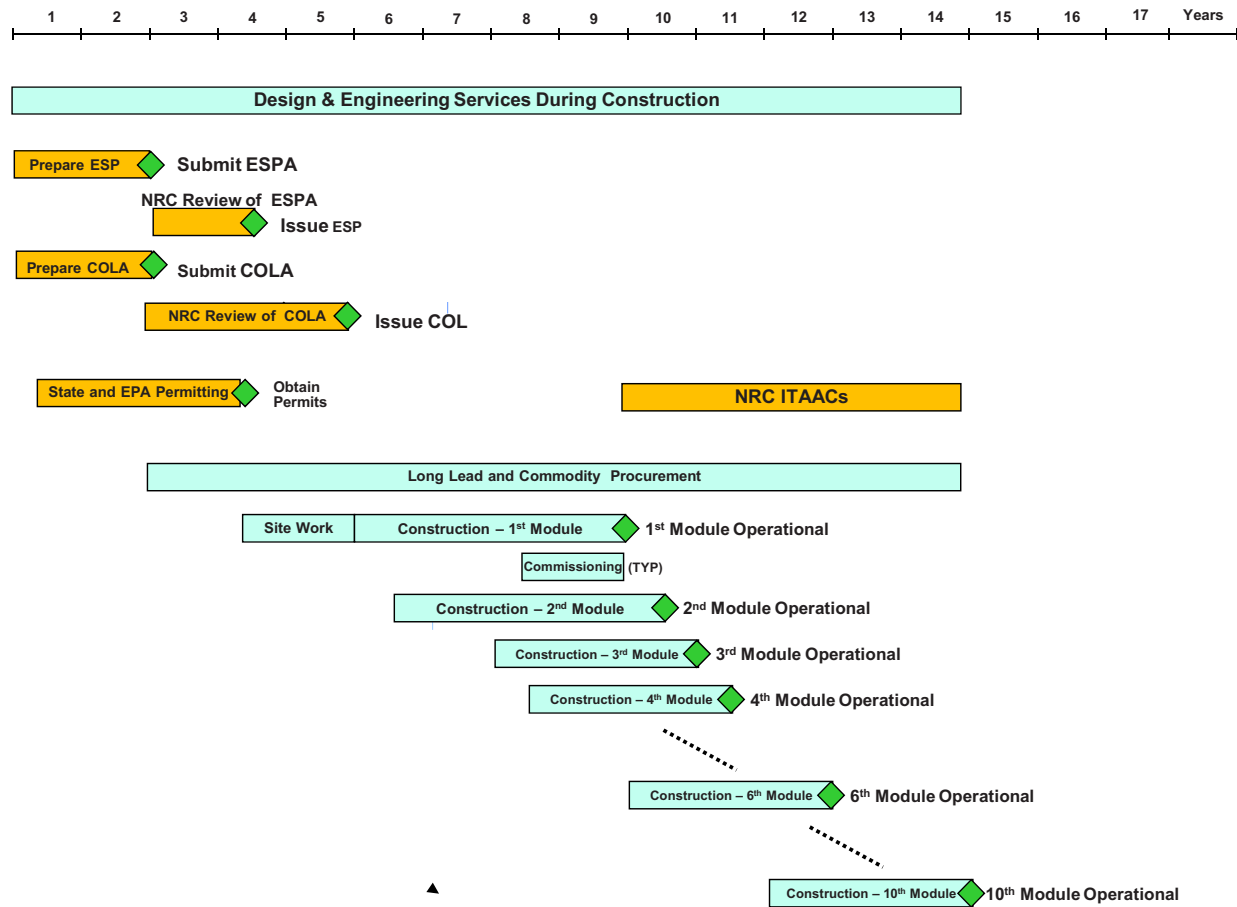 1 2 3 4 5 6 7 8 9 10 11 12 13 14 15 16 17 Years
Design & Engineering Services During Construction
Prepare ESP Submit ESPA
NRC Review of ESPA
Issue ESP
Prepare COLA Submit COLA
NRC Review of COLA Issue COL
State and EPA Permitting Obtain
Permits
NRC ITAACs
Long Lead and Commodity Procurement
Site Work Construction – 1st Module 1st Module Operational
Commissioning (TYP)
Construction – 2nd Module 2nd Module Operational
Construction – 3rd Module 3rd Module Operational
Construction – 4th Module 4th Module Operational
Construction – 6th Module 6th Module Operational
Construction – 10th Module 10th Module Operational